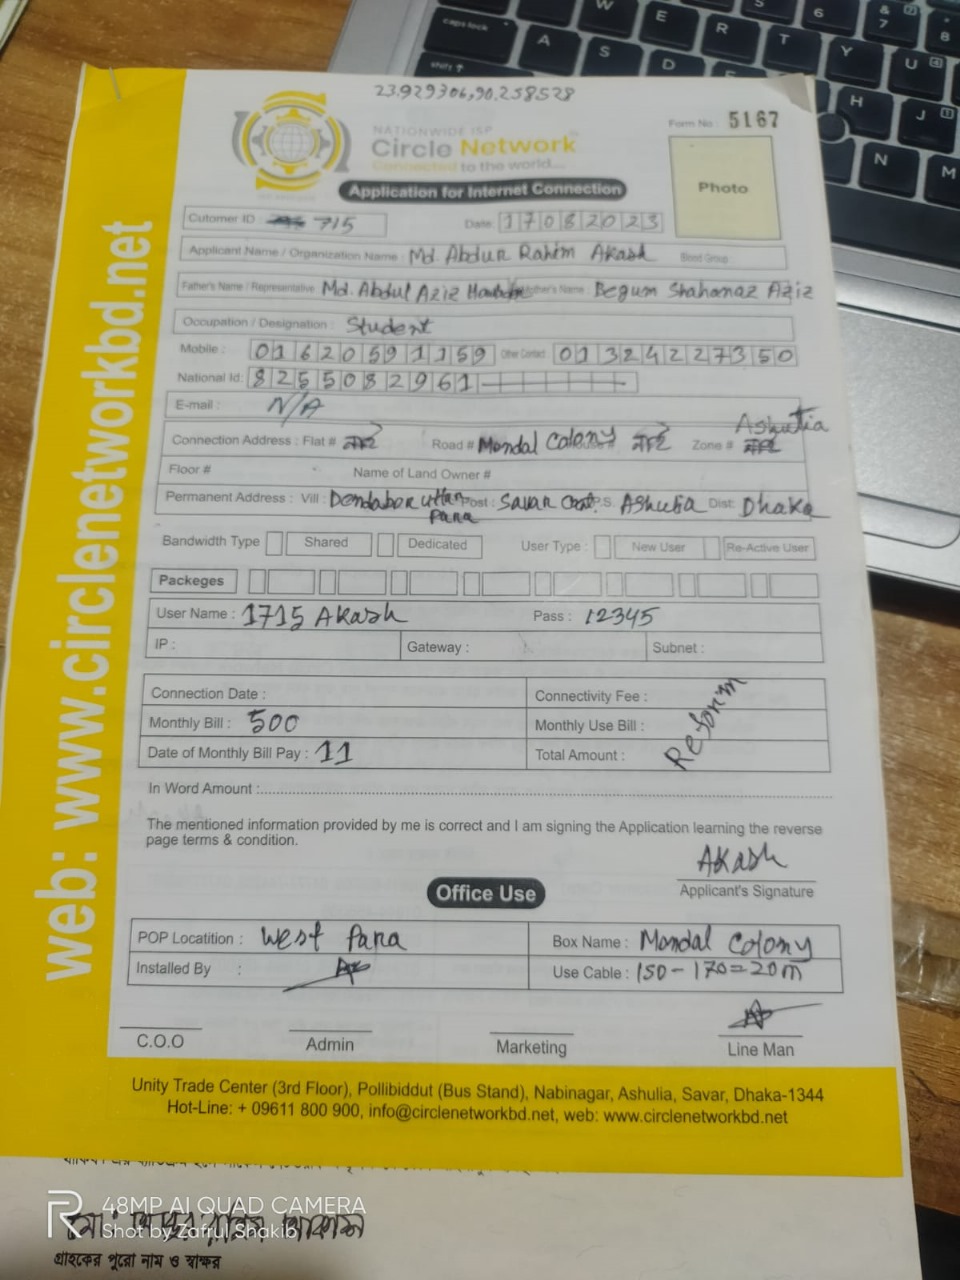 23.929306,90.258528
NATIONWIDE ISP
Circle Network
Connected to the world...
Form No : 5167
Application for Internet Connection
Photo
Cutomer ID 715 Date: 17082023
Applicant Name / Organization Name : Md. Abdur Rahim Akash Blood Group :
Father's Name / Representative: Md. Abdul Aziz Mother's Name : Begum Shahanaz Aziz
Occupation / Designation : Student
Mobile : 01620591159 Other Contact : 01324227350
National Id: 8255082961
E-mail : N/A
Ashulia
Connection Address : Flat # নাই Road # Mondal Colony নাই Zone #
Floor # Name of Land Owner #
Permanent Address : Vill : Dendabor uttar Para Post : Savar Cant. P.S. Ashulia Dist: Dhaka
Bandwidth Type Shared Dedicated User Type : New User Re-Active User
Packeges
User Name : 1715 Akash Pass : 12345
IP : Gateway : Subnet :
Connection Date : Connectivity Fee :
Monthly Bill : 500 Monthly Use Bill :
Date of Monthly Bill Pay : 11 Total Amount :
Reform
In Word Amount :
The mentioned information provided by me is correct and I am signing the Application learning the reverse
page terms & condition.
Akash
Applicant's Signature
Office Use
POP Locatition : West Para Box Name : Mondal Colony
Installed By : Use Cable : 150-170=20m
C.O.O Admin Marketing Line Man
Unity Trade Center (3rd Floor), Pollibiddut (Bus Stand), Nabinagar, Ashulia, Savar, Dhaka-1344
Hot-Line: + 09611 800 900, info@circlenetworkbd.net, web: www.circlenetworkbd.net
web: www.circlenetworkbd.net
48MP AI QUAD CAMERA
Shot by Zafrul Shakib
মোঃ আব্দুর রহিম আকাশ
গ্রাহকের পুরো নাম ও স্বাক্ষর